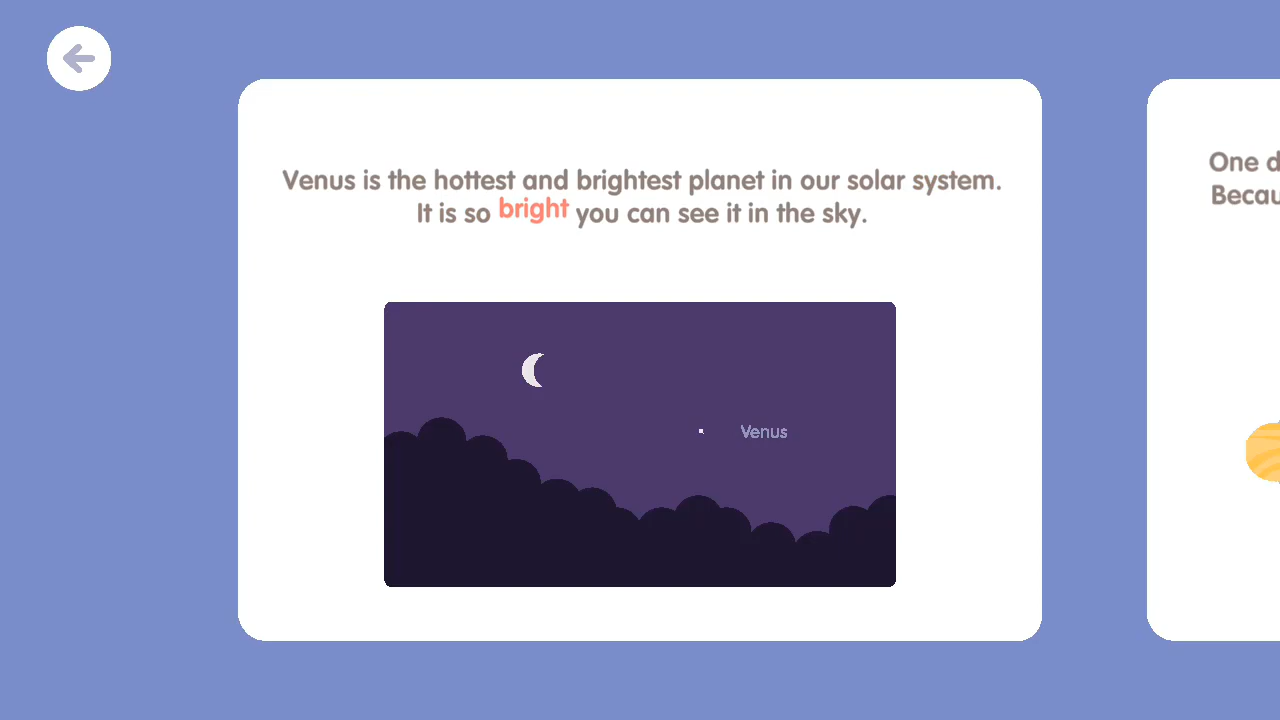 Venus is the hottest and brightest planet in our solar system.
It is so bright you can see it in the sky.
Venus
One